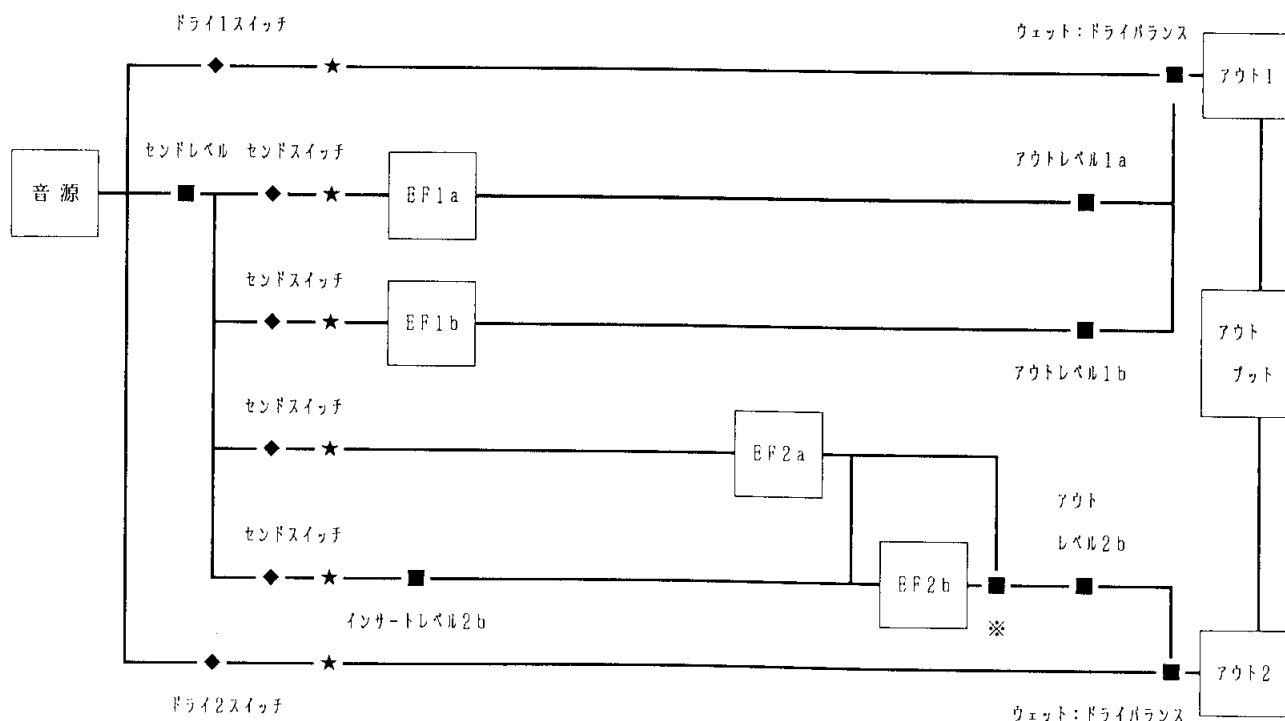 ドライ1スイッチ
ウェット：ドライバランス
アウト1
センドレベル
センドスイッチ
音源
EF1a
アウトレベル1a
センドスイッチ
EF1b
アウトレベル1b
アウト
プット
センドスイッチ
EF2a
センドスイッチ
アウト
レベル2b
EF2b
インサートレベル2b
※
ドライ2スイッチ
ウェット：ドライバランス
アウト2